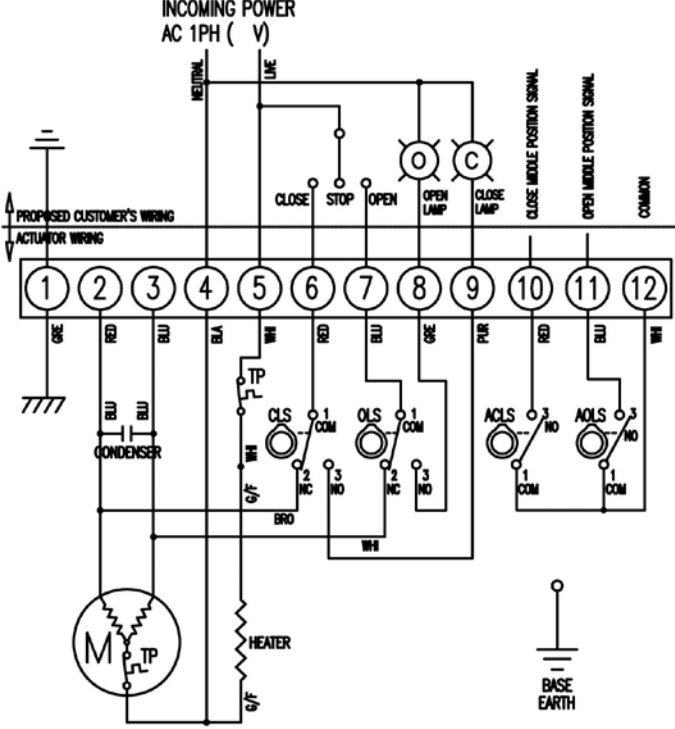 INCOMING POWER
AC 1PH (   V)
NEUTRAL
LIVE
CLOSE
STOP
OPEN
O
C
OPEN
LAMP
CLOSE
LAMP
CLOSE MIDDLE POSITION SIGNAL
OPEN MIDDLE POSITION SIGNAL
COMMON
PROPOSED CUSTOMER'S WIRING
ACTUATOR WIRING
1 2 3 4 5 6 7 8 9 10 11 12
GRE RED BLU BLA WHI RED BLU GRE PUR RED BLU WHI
BLU BLU
CONDENSER
TP
WHI
G/F
CLS
1
COM
2
NC
3
NO
OLS
1
COM
2
NC
3
NO
ACLS
3
NO
1
COM
AOLS
3
NO
1
COM
BRO
WHI
M
TP
HEATER
G/F
BASE
EARTH